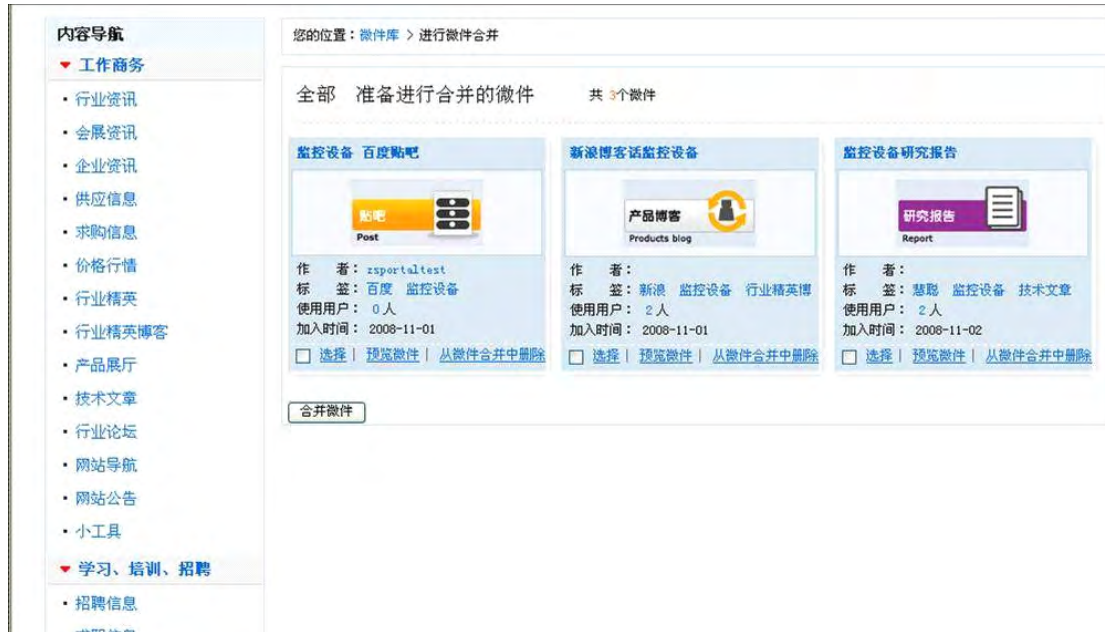 内容导航
工作商务
行业资讯
会展资讯
企业资讯
供应信息
求购信息
价格行情
行业精英
行业精英博客
产品展厅
技术文章
行业论坛
网站导航
网站公告
小工具
学习、培训、招聘
招聘信息
您的位置：微件库 > 进行微件合并
全部 准备进行合并的微件 共 3个微件
监控设备 百度贴吧
贴吧
Post
作 者：zsportaltest
标 签：百度 监控设备
使用用户： 0人
加入时间： 2008-11-01
选择 | 预览微件 | 从微件合并中删除
新浪博客话监控设备
产品博客
Products blog
作 者：
标 签：新浪 监控设备 行业精英博
使用用户： 2人
加入时间： 2008-11-01
选择 | 预览微件 | 从微件合并中删除
监控设备研究报告
研究报告
Report
作 者：
标 签：慧聪 监控设备 技术文章
使用用户： 2人
加入时间： 2008-11-02
选择 | 预览微件 | 从微件合并中删除
合并微件